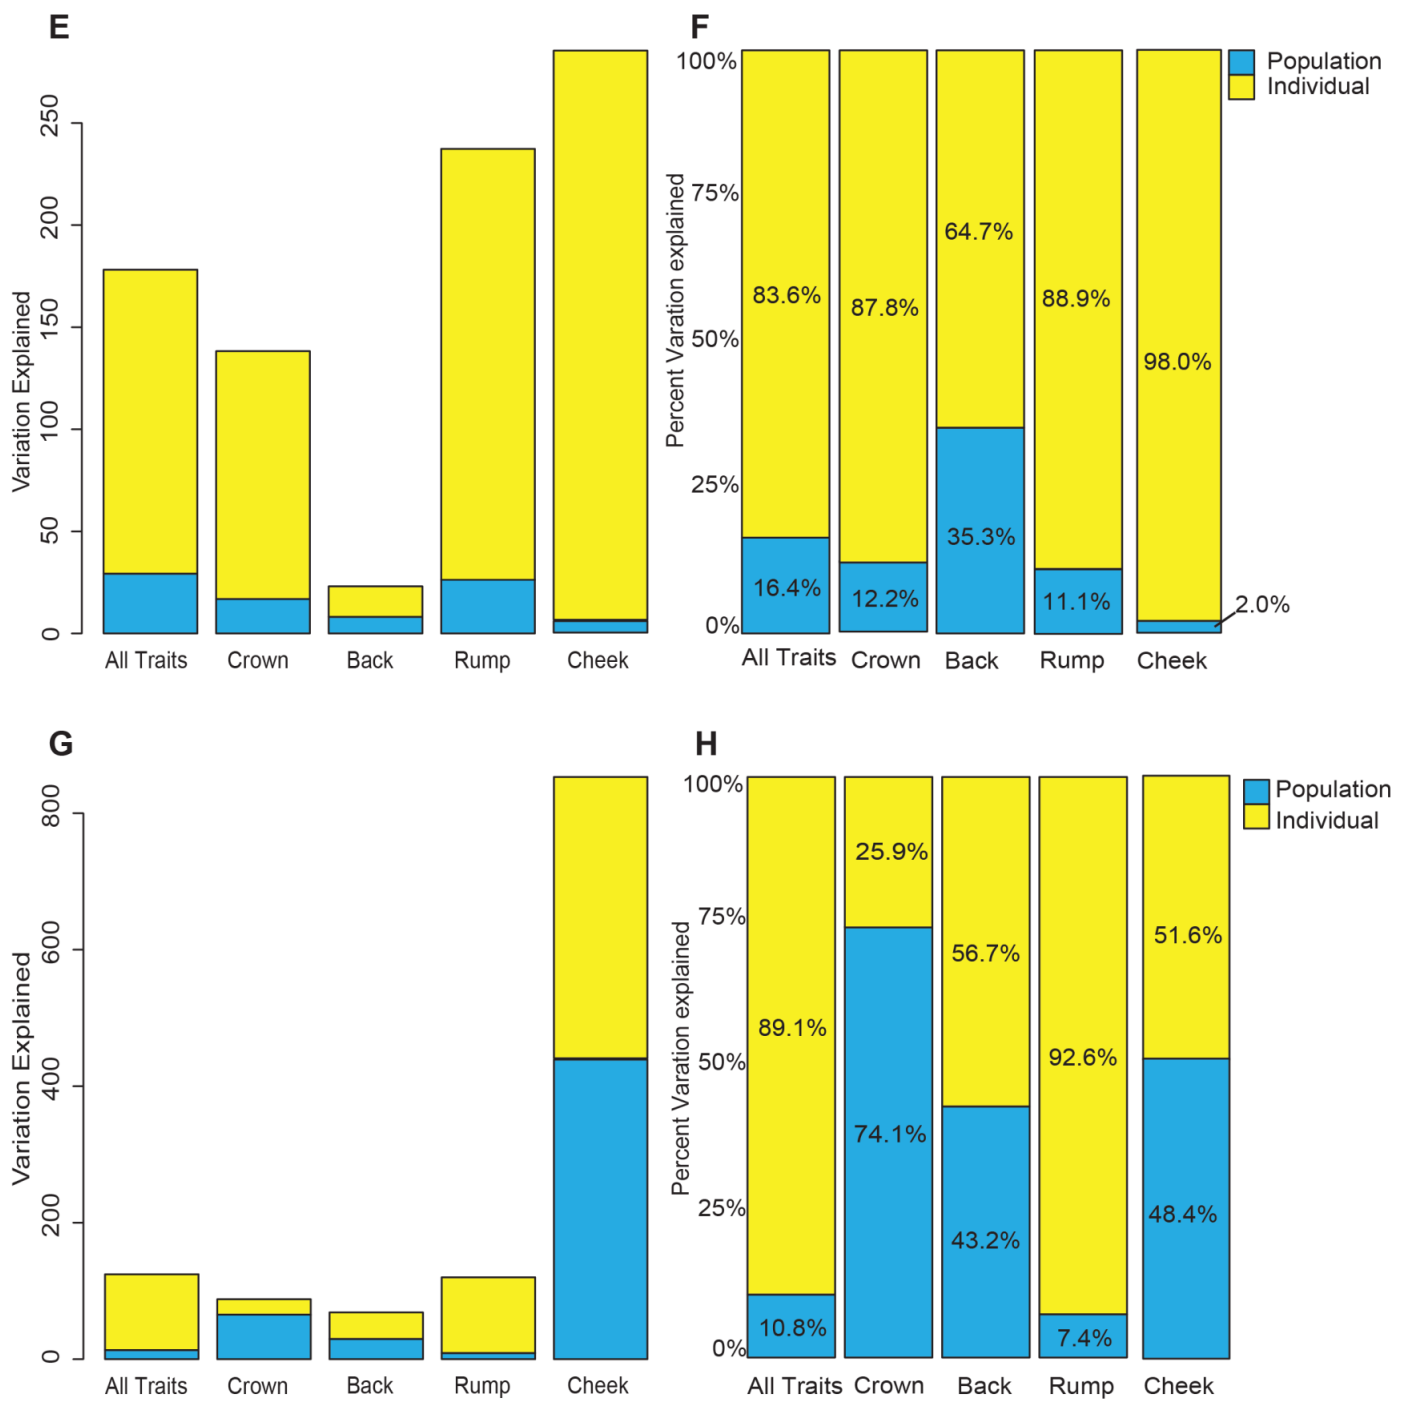 E
Variation Explained
250
200
150
100
50
0
All Traits
Crown
Back
Rump
Cheek
F
Percent Varation explained
100%
75%
50%
25%
0%
83.6%
16.4%
87.8%
12.2%
64.7%
35.3%
88.9%
11.1%
98.0%
2.0%
All Traits
Crown
Back
Rump
Cheek
Population
Individual
G
Variation Explained
800
600
400
200
0
All Traits
Crown
Back
Rump
Cheek
H
Percent Varation explained
100%
75%
50%
25%
0%
89.1%
10.8%
25.9%
74.1%
56.7%
43.2%
92.6%
7.4%
51.6%
48.4%
All Traits
Crown
Back
Rump
Cheek
Population
Individual